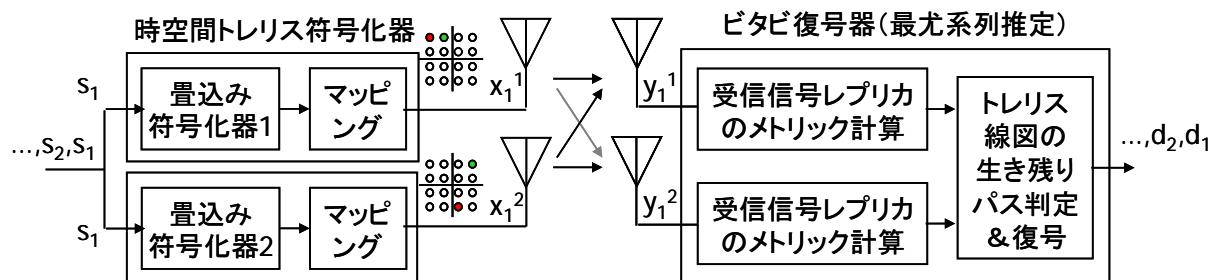 時空間トレリス符号化器
ビタビ復号器(最尤系列推定)
…,s2,s1
s1
畳込み
符号化器1
マッピ
ング
x1^1
s1
畳込み
符号化器2
マッピ
ング
x1^2
y1^1
受信信号レプリカ
のメトリック計算
y1^2
受信信号レプリカ
のメトリック計算
トレリス
線図の
生き残り
パス判定
&復号
…,d2,d1